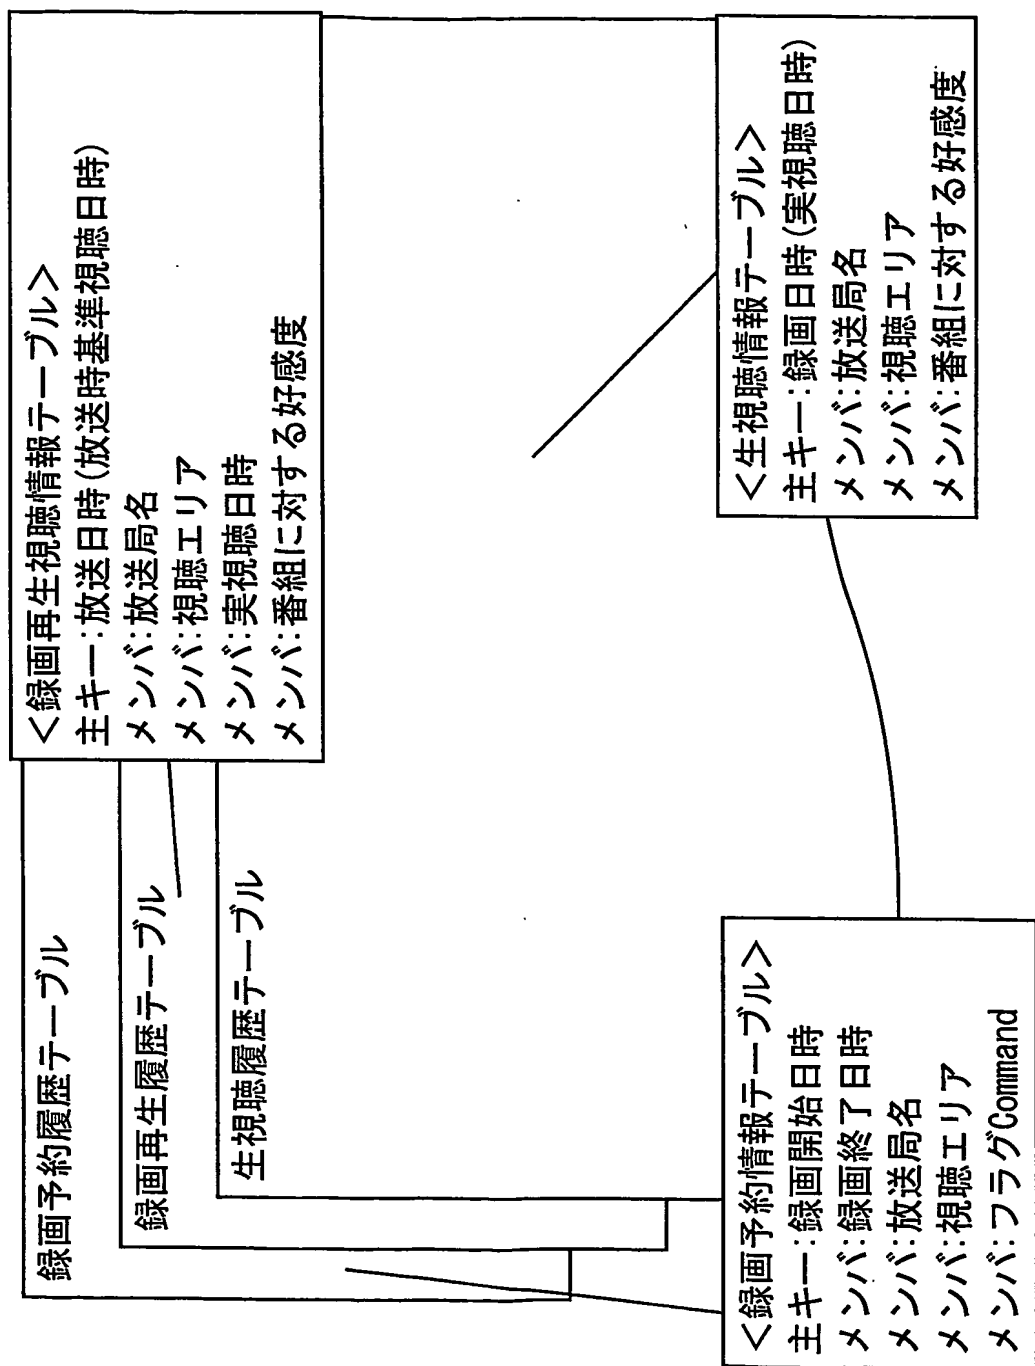 録画予約履歴テーブル
録画再生履歴テーブル
生視聴履歴テーブル
<録画再生視聴情報テーブル>
主キー:放送日時(放送時基準視聴日時)
メンバ:放送局名
メンバ:視聴エリア
メンバ:実視聴日時
メンバ:番組に対する好感度
<録画予約情報テーブル>
主キー:録画開始日時
メンバ:録画終了日時
メンバ:放送局名
メンバ:視聴エリア
メンバ:フラグCommand
<生視聴情報テーブル>
主キー:録画日時(実視聴日時)
メンバ:放送局名
メンバ:視聴エリア
メンバ:番組に対する好感度